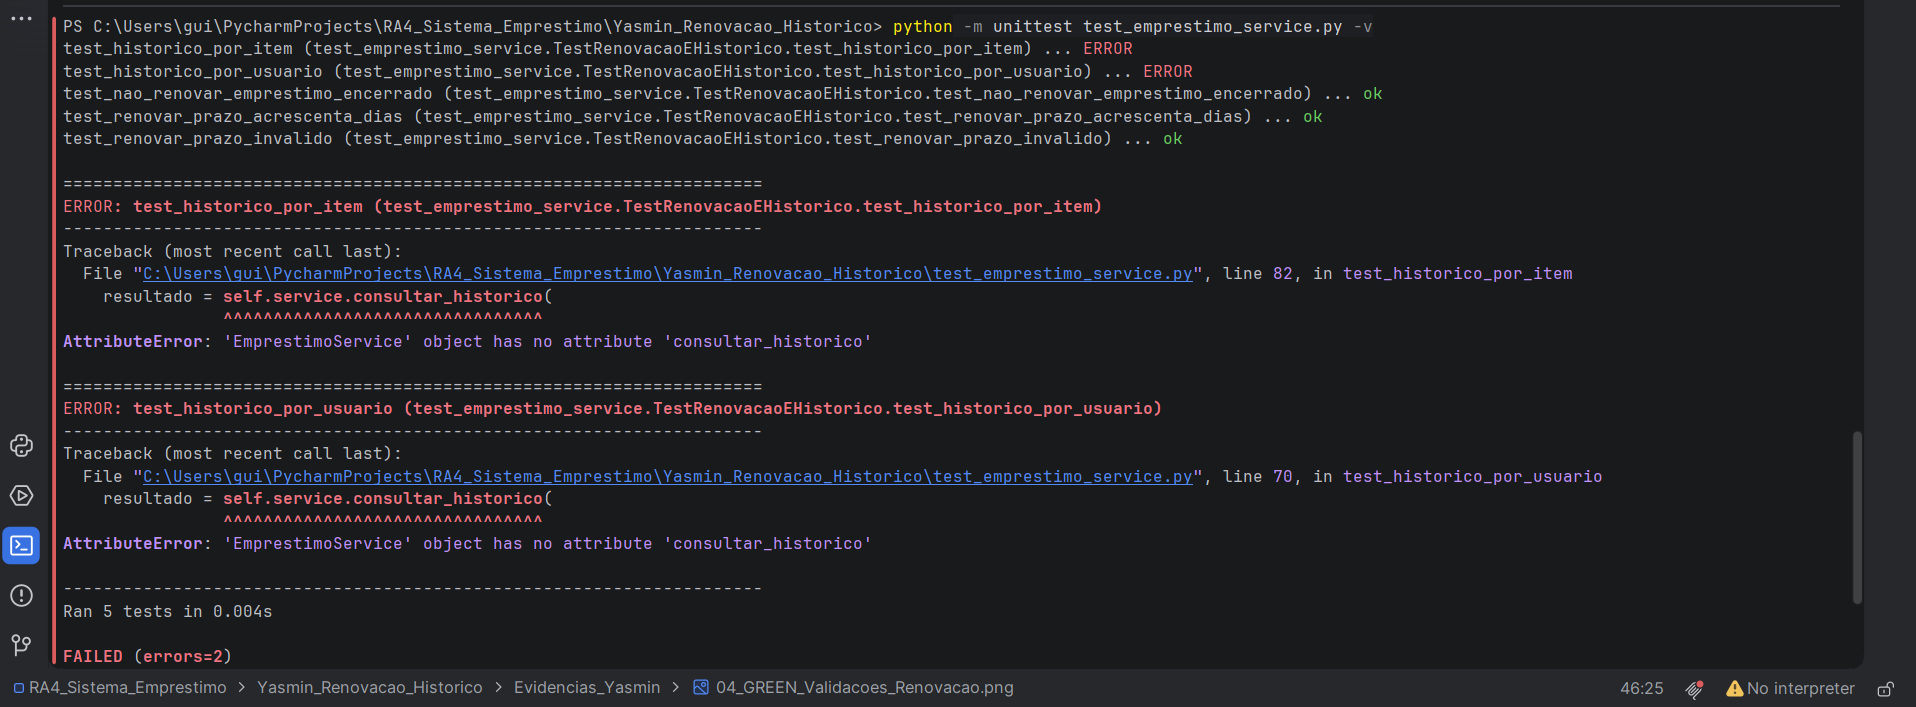 PS C:\Users\gui\PycharmProjects\RA4_Sistema_Emprestimo\Yasmin_Renovacao_Historico> python -m unittest test_emprestimo_service.py -v
test_historico_por_item (test_emprestimo_service.TestRenovacaoEHistorico.test_historico_por_item) ... ERROR
test_historico_por_usuario (test_emprestimo_service.TestRenovacaoEHistorico.test_historico_por_usuario) ... ERROR
test_nao_renovar_emprestimo_encerrado (test_emprestimo_service.TestRenovacaoEHistorico.test_nao_renovar_emprestimo_encerrado) ... ok
test_renovar_prazo_acrescenta_dias (test_emprestimo_service.TestRenovacaoEHistorico.test_renovar_prazo_acrescenta_dias) ... ok
test_renovar_prazo_invalido (test_emprestimo_service.TestRenovacaoEHistorico.test_renovar_prazo_invalido) ... ok
======================================================================
ERROR: test_historico_por_item (test_emprestimo_service.TestRenovacaoEHistorico.test_historico_por_item)
----------------------------------------------------------------------
Traceback (most recent call last):
  File "C:\Users\gui\PycharmProjects\RA4_Sistema_Emprestimo\Yasmin_Renovacao_Historico\test_emprestimo_service.py", line 82, in test_historico_por_item
    resultado = self.service.consultar_historico(
                ^^^^^^^^^^^^^^^^^^^^^^^^^^^^^^^^
AttributeError: 'EmprestimoService' object has no attribute 'consultar_historico'
======================================================================
ERROR: test_historico_por_usuario (test_emprestimo_service.TestRenovacaoEHistorico.test_historico_por_usuario)
----------------------------------------------------------------------
Traceback (most recent call last):
  File "C:\Users\gui\PycharmProjects\RA4_Sistema_Emprestimo\Yasmin_Renovacao_Historico\test_emprestimo_service.py", line 70, in test_historico_por_usuario
    resultado = self.service.consultar_historico(
                ^^^^^^^^^^^^^^^^^^^^^^^^^^^^^^^^
AttributeError: 'EmprestimoService' object has no attribute 'consultar_historico'
----------------------------------------------------------------------
Ran 5 tests in 0.004s
FAILED (errors=2)
RA4_Sistema_Emprestimo > Yasmin_Renovacao_Historico > Evidencias_Yasmin > 04_GREEN_Validacoes_Renovacao.png 46:25 No interpreter